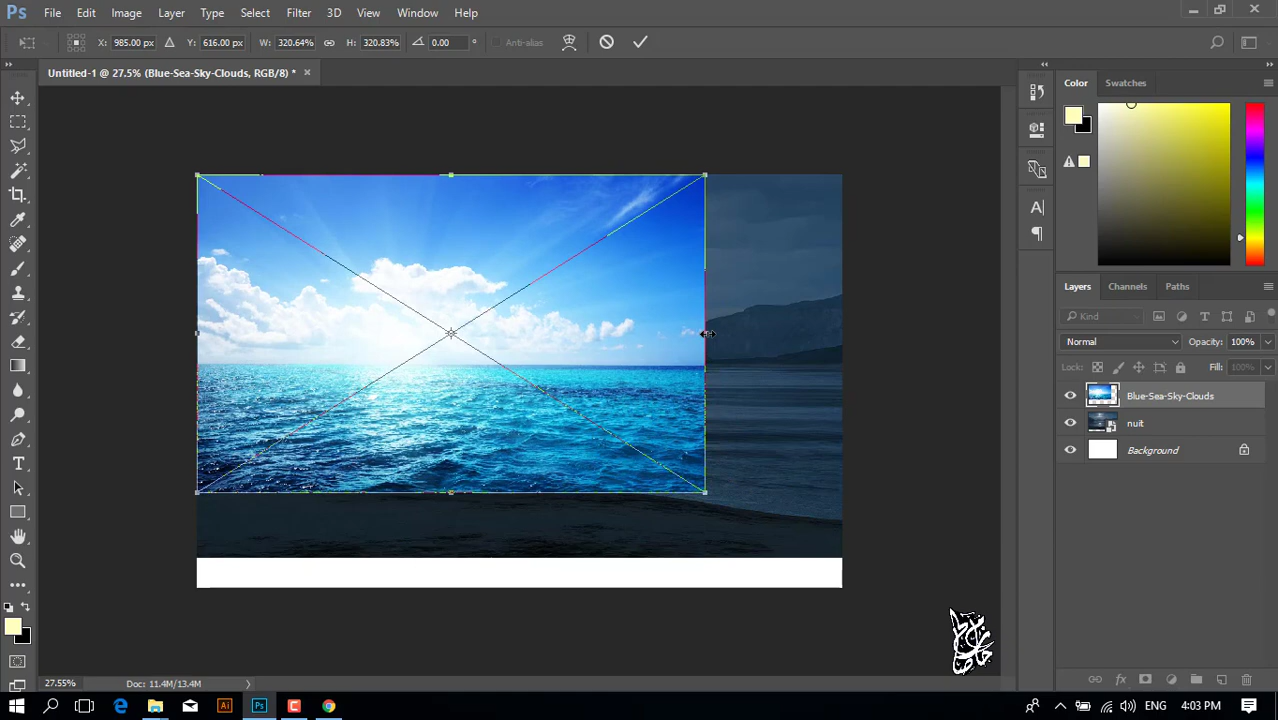 Ps File Edit Image Layer Type Select Filter 3D View Window Help
X: 985.00 px Y: 616.00 px W: 320.64% H: 320.83% 0.00 ° Anti-alias
Untitled-1 @ 27.5% (Blue-Sea-Sky-Clouds, RGB/8) * ×
Color Swatches
Layers Channels Paths
Kind
Normal Opacity: 100%
Lock: Fill: 100%
Blue-Sea-Sky-Clouds
nuit
Background
27.55% Doc: 11.4M/13.4M
Ai Ps ENG 4:03 PM